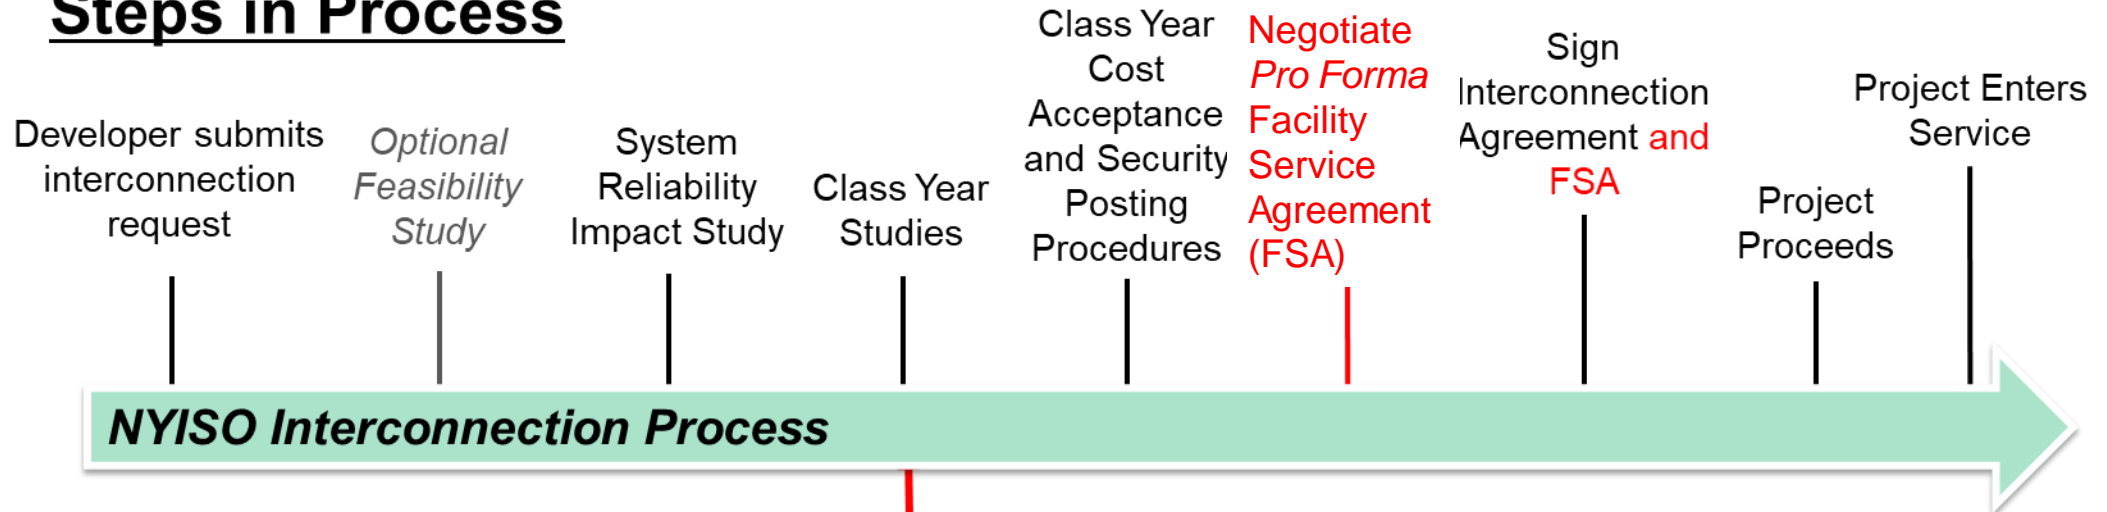 Steps in Process
Developer submits
interconnection
request
Optional
Feasibility
Study
System
Reliability
Impact Study
Class Year
Studies
Class Year
Cost
Acceptance
and Security
Posting
Procedures
Negotiate
Pro Forma
Facility
Service
Agreement
(FSA)
Sign
Interconnection
Agreement and
FSA
Project
Proceeds
Project Enters
Service
NYISO Interconnection Process